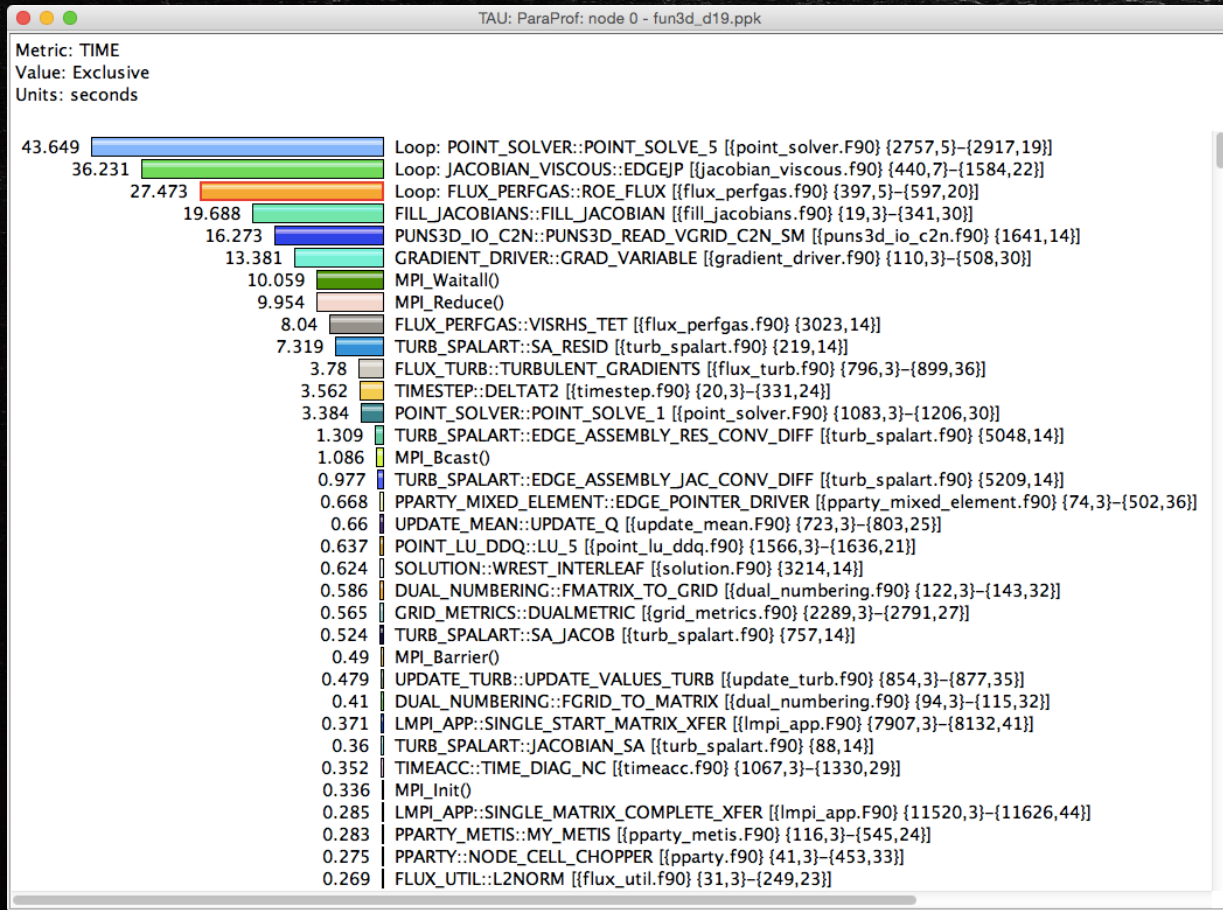 TAU: ParaProf: node 0 - fun3d_d19.ppk
Metric: TIME
Value: Exclusive
Units: seconds
43.649 Loop: POINT_SOLVER::POINT_SOLVE_5 [{point_solver.F90} {2757,5}-{2917,19}]
36.231 Loop: JACOBIAN_VISCOUS::EDGEJP [{jacobian_viscous.f90} {440,7}-{1584,22}]
27.473 Loop: FLUX_PERFGAS::ROE_FLUX [{flux_perfgas.f90} {397,5}-{597,20}]
19.688 FILL_JACOBIANS::FILL_JACOBIAN [{fill_jacobians.f90} {19,3}-{341,30}]
16.273 PUNS3D_IO_C2N::PUNS3D_READ_VGRID_C2N_SM [{puns3d_io_c2n.f90} {1641,14}]
13.381 GRADIENT_DRIVER::GRAD_VARIABLE [{gradient_driver.f90} {110,3}-{508,30}]
10.059 MPI_Waitall()
9.954 MPI_Reduce()
8.04 FLUX_PERFGAS::VISRHS_TET [{flux_perfgas.f90} {3023,14}]
7.319 TURB_SPALART::SA_RESID [{turb_spalart.f90} {219,14}]
3.78 FLUX_TURB::TURBULENT_GRADIENTS [{flux_turb.f90} {796,3}-{899,36}]
3.562 TIMESTEP::DELTAT2 [{timestep.f90} {20,3}-{331,24}]
3.384 POINT_SOLVER::POINT_SOLVE_1 [{point_solver.F90} {1083,3}-{1206,30}]
1.309 TURB_SPALART::EDGE_ASSEMBLY_RES_CONV_DIFF [{turb_spalart.f90} {5048,14}]
1.086 MPI_Bcast()
0.977 TURB_SPALART::EDGE_ASSEMBLY_JAC_CONV_DIFF [{turb_spalart.f90} {5209,14}]
0.668 PPARTY_MIXED_ELEMENT::EDGE_POINTER_DRIVER [{pparty_mixed_element.f90} {74,3}-{502,36}]
0.66 UPDATE_MEAN::UPDATE_Q [{update_mean.F90} {723,3}-{803,25}]
0.637 POINT_LU_DDQ::LU_5 [{point_lu_ddq.f90} {1566,3}-{1636,21}]
0.624 SOLUTION::WREST_INTERLEAF [{solution.F90} {3214,14}]
0.586 DUAL_NUMBERING::FMATRIX_TO_GRID [{dual_numbering.f90} {122,3}-{143,32}]
0.565 GRID_METRICS::DUALMETRIC [{grid_metrics.f90} {2289,3}-{2791,27}]
0.524 TURB_SPALART::SA_JACOB [{turb_spalart.f90} {757,14}]
0.49 MPI_Barrier()
0.479 UPDATE_TURB::UPDATE_VALUES_TURB [{update_turb.f90} {854,3}-{877,35}]
0.41 DUAL_NUMBERING::FGRID_TO_MATRIX [{dual_numbering.f90} {94,3}-{115,32}]
0.371 LMPI_APP::SINGLE_START_MATRIX_XFER [{lmpi_app.F90} {7907,3}-{8132,41}]
0.36 TURB_SPALART::JACOBIAN_SA [{turb_spalart.f90} {88,14}]
0.352 TIMEACC::TIME_DIAG_NC [{timeacc.f90} {1067,3}-{1330,29}]
0.336 MPI_Init()
0.285 LMPI_APP::SINGLE_MATRIX_COMPLETE_XFER [{lmpi_app.F90} {11520,3}-{11626,44}]
0.283 PPARTY_METIS::MY_METIS [{pparty_metis.F90} {116,3}-{545,24}]
0.275 PPARTY::NODE_CELL_CHOPPER [{pparty.f90} {41,3}-{453,33}]
0.269 FLUX_UTIL::L2NORM [{flux_util.f90} {31,3}-{249,23}]